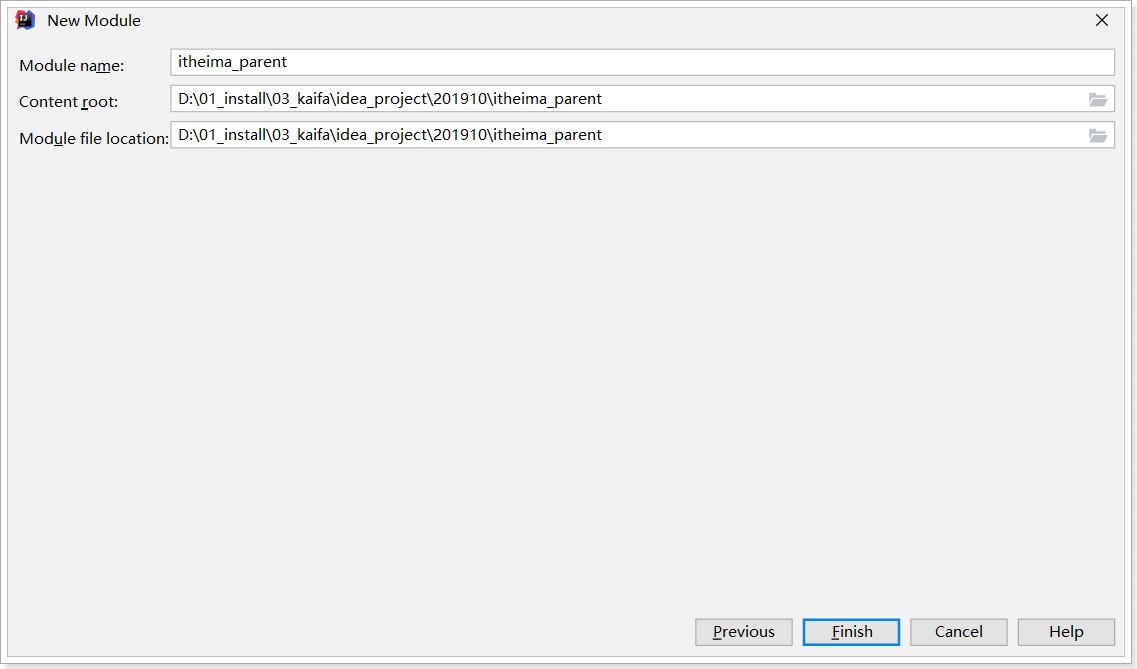 New Module
Module name: itheima_parent
Content root: D:\01_install\03_kaifa\idea_project\201910\itheima_parent
Module file location: D:\01_install\03_kaifa\idea_project\201910\itheima_parent
Previous Finish Cancel Help